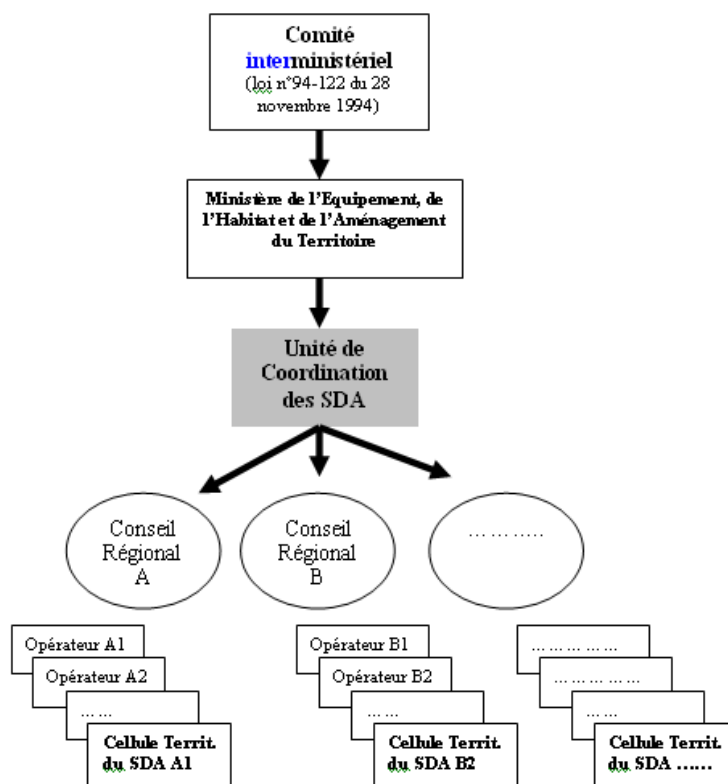 Comité
interministériel
(loi n°94-122 du 28
novembre 1994)
Ministère de l'Equipement, de
l'Habitat et de l'Aménagement
du Territoire
Unité de
Coordination
des SDA
Conseil
Régional
A
Conseil
Régional
B
… … … ..
Opérateur A1
Opérateur A2
… …
Cellule Territ.
du SDA A1
Opérateur B1
Opérateur B2
… …
Cellule Territ.
du SDA B2
… … … … …
… … … … …
… …
Cellule Territ.
du SDA ……